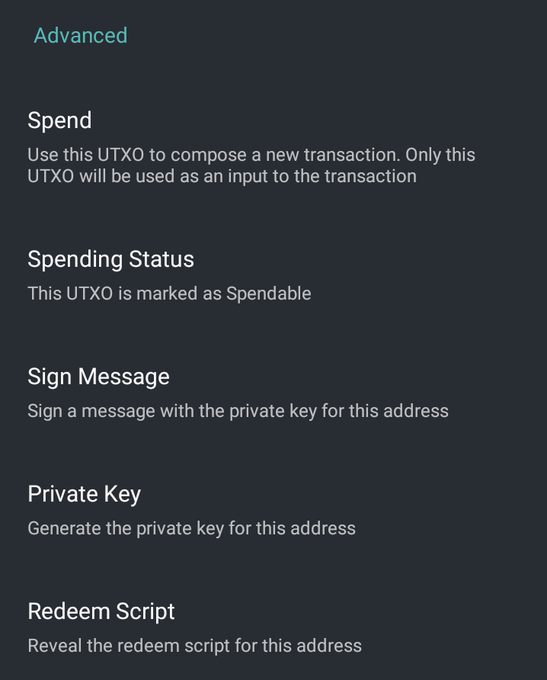 Advanced
Spend
Use this UTXO to compose a new transaction. Only this
UTXO will be used as an input to the transaction
Spending Status
This UTXO is marked as Spendable
Sign Message
Sign a message with the private key for this address
Private Key
Generate the private key for this address
Redeem Script
Reveal the redeem script for this address